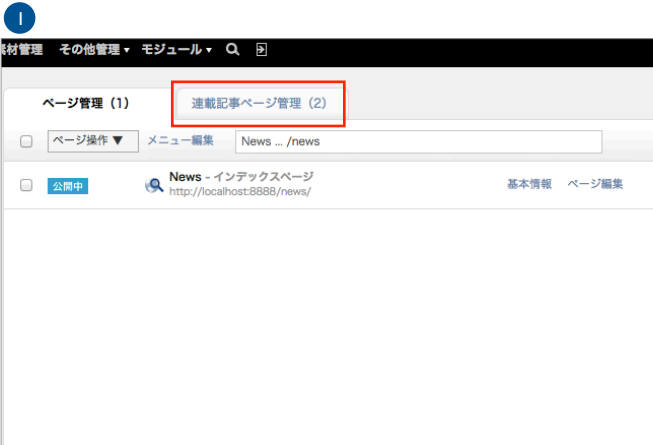 1
素材管理 その他管理▼ モジュール▼
ページ管理（1） 連載記事ページ管理（2）
ページ操作 ▼ メニュー編集 News ... /news
公開中 News - インデックスページ 基本情報 ページ編集
http://localhost:8888/news/